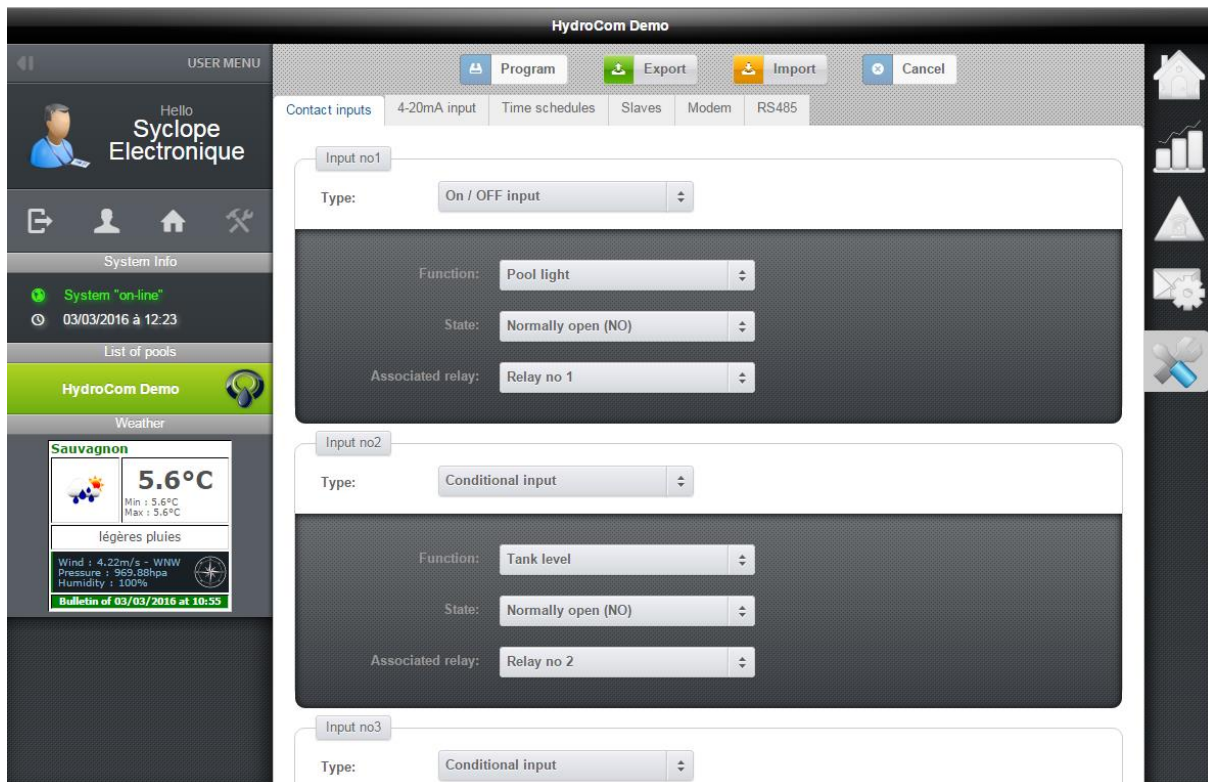 HydroCom Demo
USER MENU
Hello
Syclope
Electronique
System Info
System "on-line"
03/03/2016 à 12:23
List of pools
HydroCom Demo
Weather
Sauvagnon
5.6°C
Min : 5.6°C
Max : 5.6°C
légères pluies
Wind : 4.22m/s - WNW
Pressure : 969.88hpa
Humidity : 100%
Bulletin of 03/03/2016 at 10:55
Program Export Import Cancel
Contact inputs 4-20mA input Time schedules Slaves Modem RS485
Input no1
Type: On / OFF input
Function: Pool light
State: Normally open (NO)
Associated relay: Relay no 1
Input no2
Type: Conditional input
Function: Tank level
State: Normally open (NO)
Associated relay: Relay no 2
Input no3
Type: Conditional input